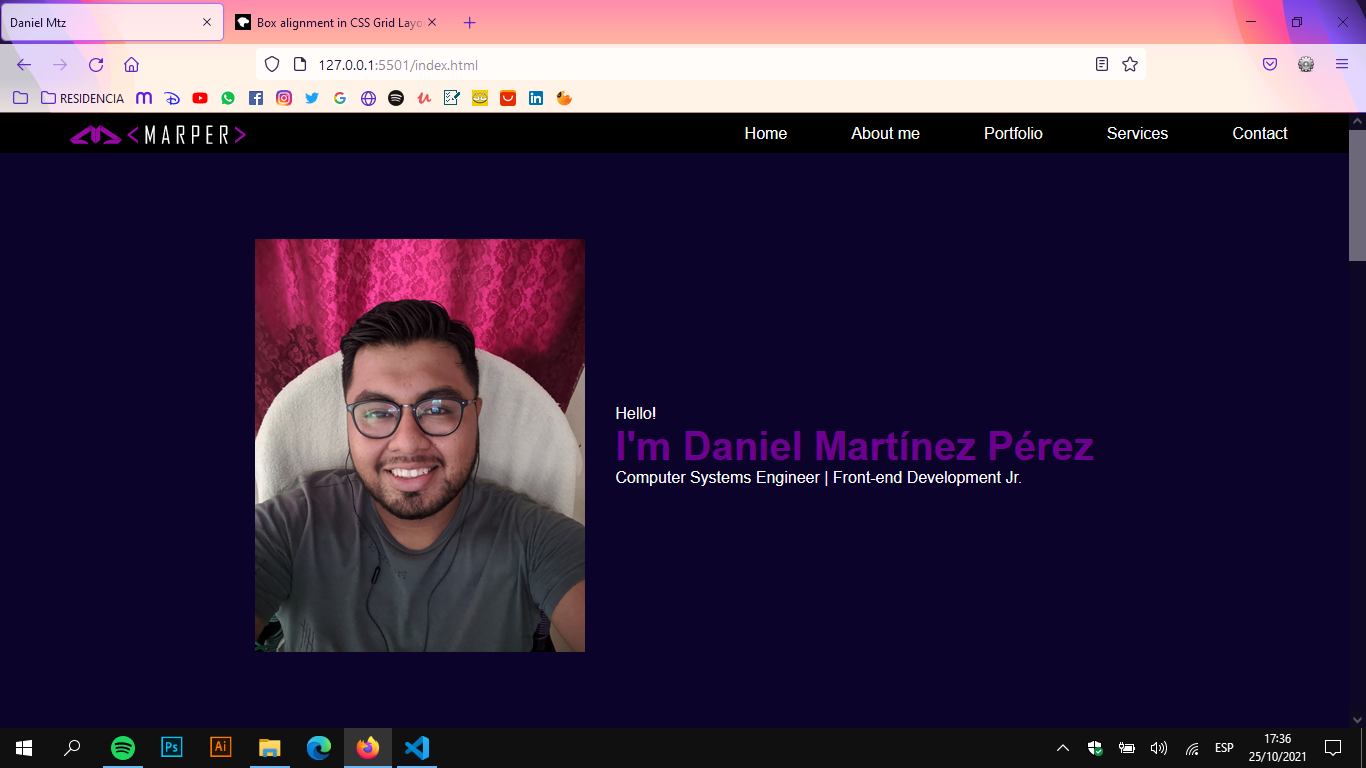 Daniel Mtz
Box alignment in CSS Grid Layo
127.0.0.1:5501/index.html
RESIDENCIA
<MARPER>
Home
About me
Portfolio
Services
Contact
Hello!
I'm Daniel Martínez Pérez
Computer Systems Engineer | Front-end Development Jr.
Ps
Ai
ESP
17:36
25/10/2021